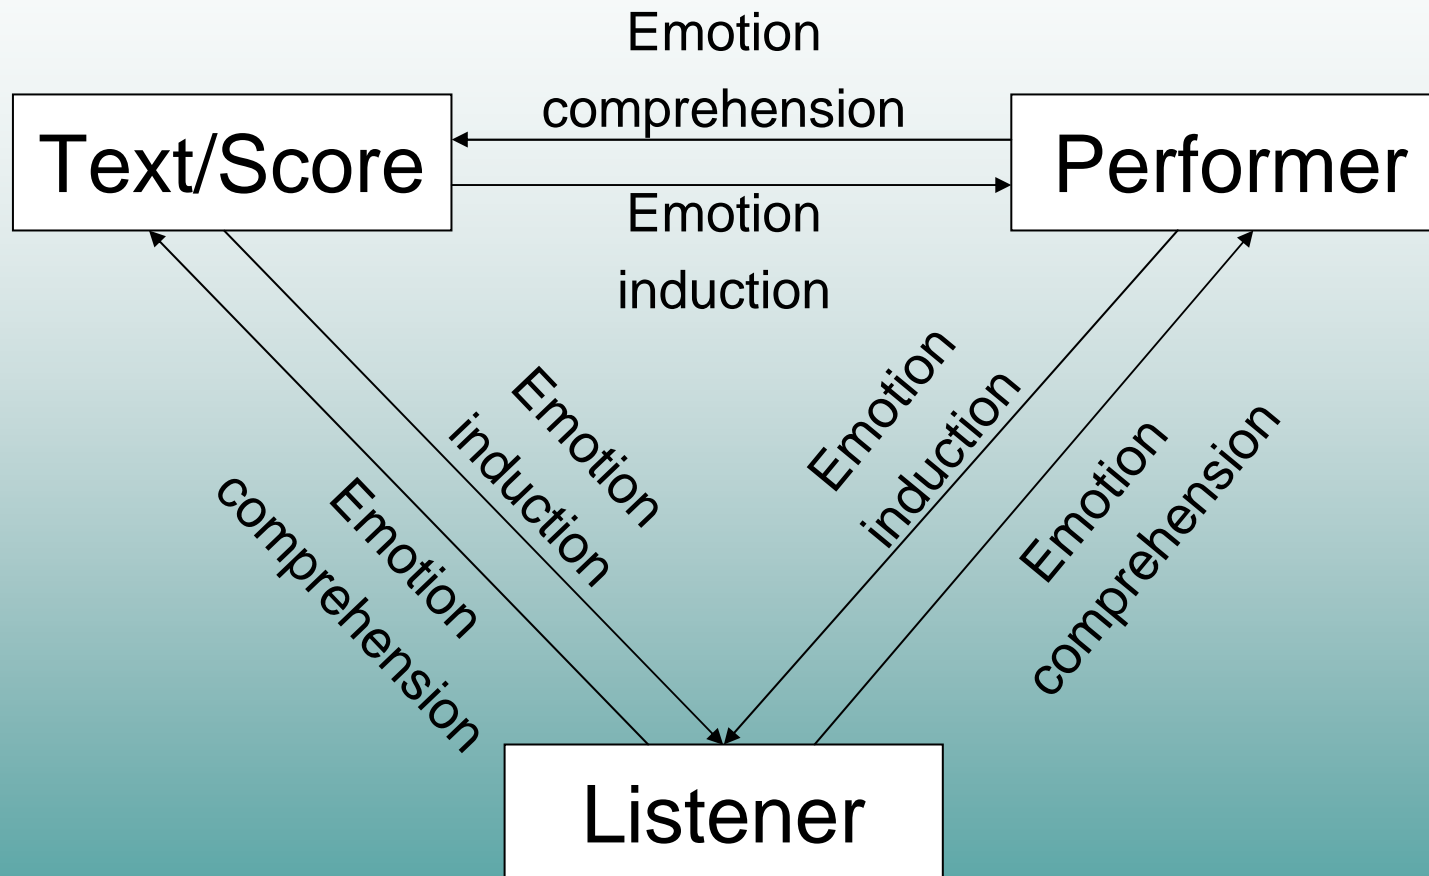 Emotion
comprehension
Text/Score
Performer
Emotion
induction
Emotion
induction
Emotion
comprehension
Emotion
induction
Emotion
comprehension
Listener